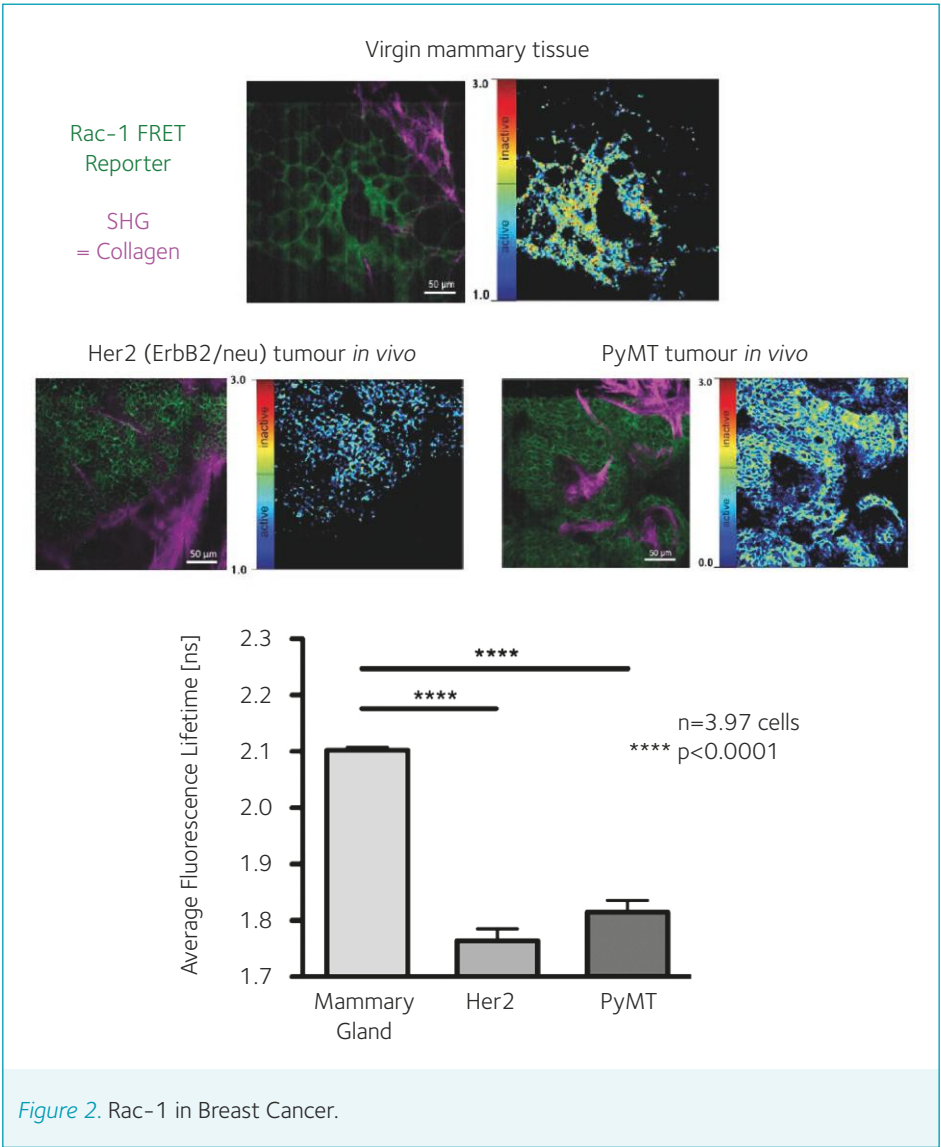 Virgin mammary tissue
Rac-1 FRET
Reporter
SHG
= Collagen
50 µm
3.0
inactive
active
1.0
Her2 (ErbB2/neu) tumour in vivo
50 µm
3.0
inactive
active
1.0
PyMT tumour in vivo
50 µm
3.0
inactive
active
0.0
Average Fluorescence Lifetime [ns]
2.3
2.2
2.1
2.0
1.9
1.8
1.7
****
****
n=3.97 cells
**** p<0.0001
Mammary
Gland
Her2
PyMT
Figure 2. Rac-1 in Breast Cancer.